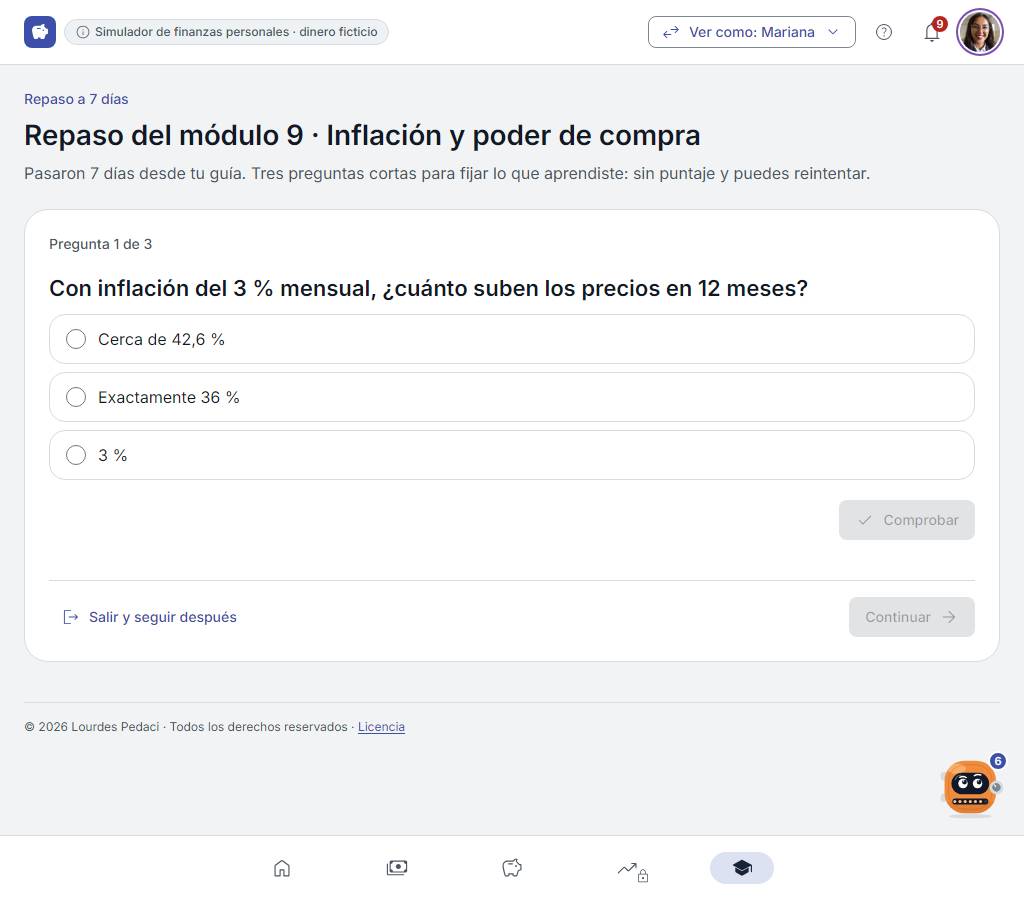 Simulador de finanzas personales · dinero ficticio
Ver como: Mariana
9
Repaso a 7 días
Repaso del módulo 9 · Inflación y poder de compra
Pasaron 7 días desde tu guía. Tres preguntas cortas para fijar lo que aprendiste: sin puntaje y puedes reintentar.
Pregunta 1 de 3
Con inflación del 3 % mensual, ¿cuánto suben los precios en 12 meses?
Cerca de 42,6 %
Exactamente 36 %
3 %
Comprobar
Salir y seguir después
Continuar
© 2026 Lourdes Pedaci · Todos los derechos reservados · Licencia
6